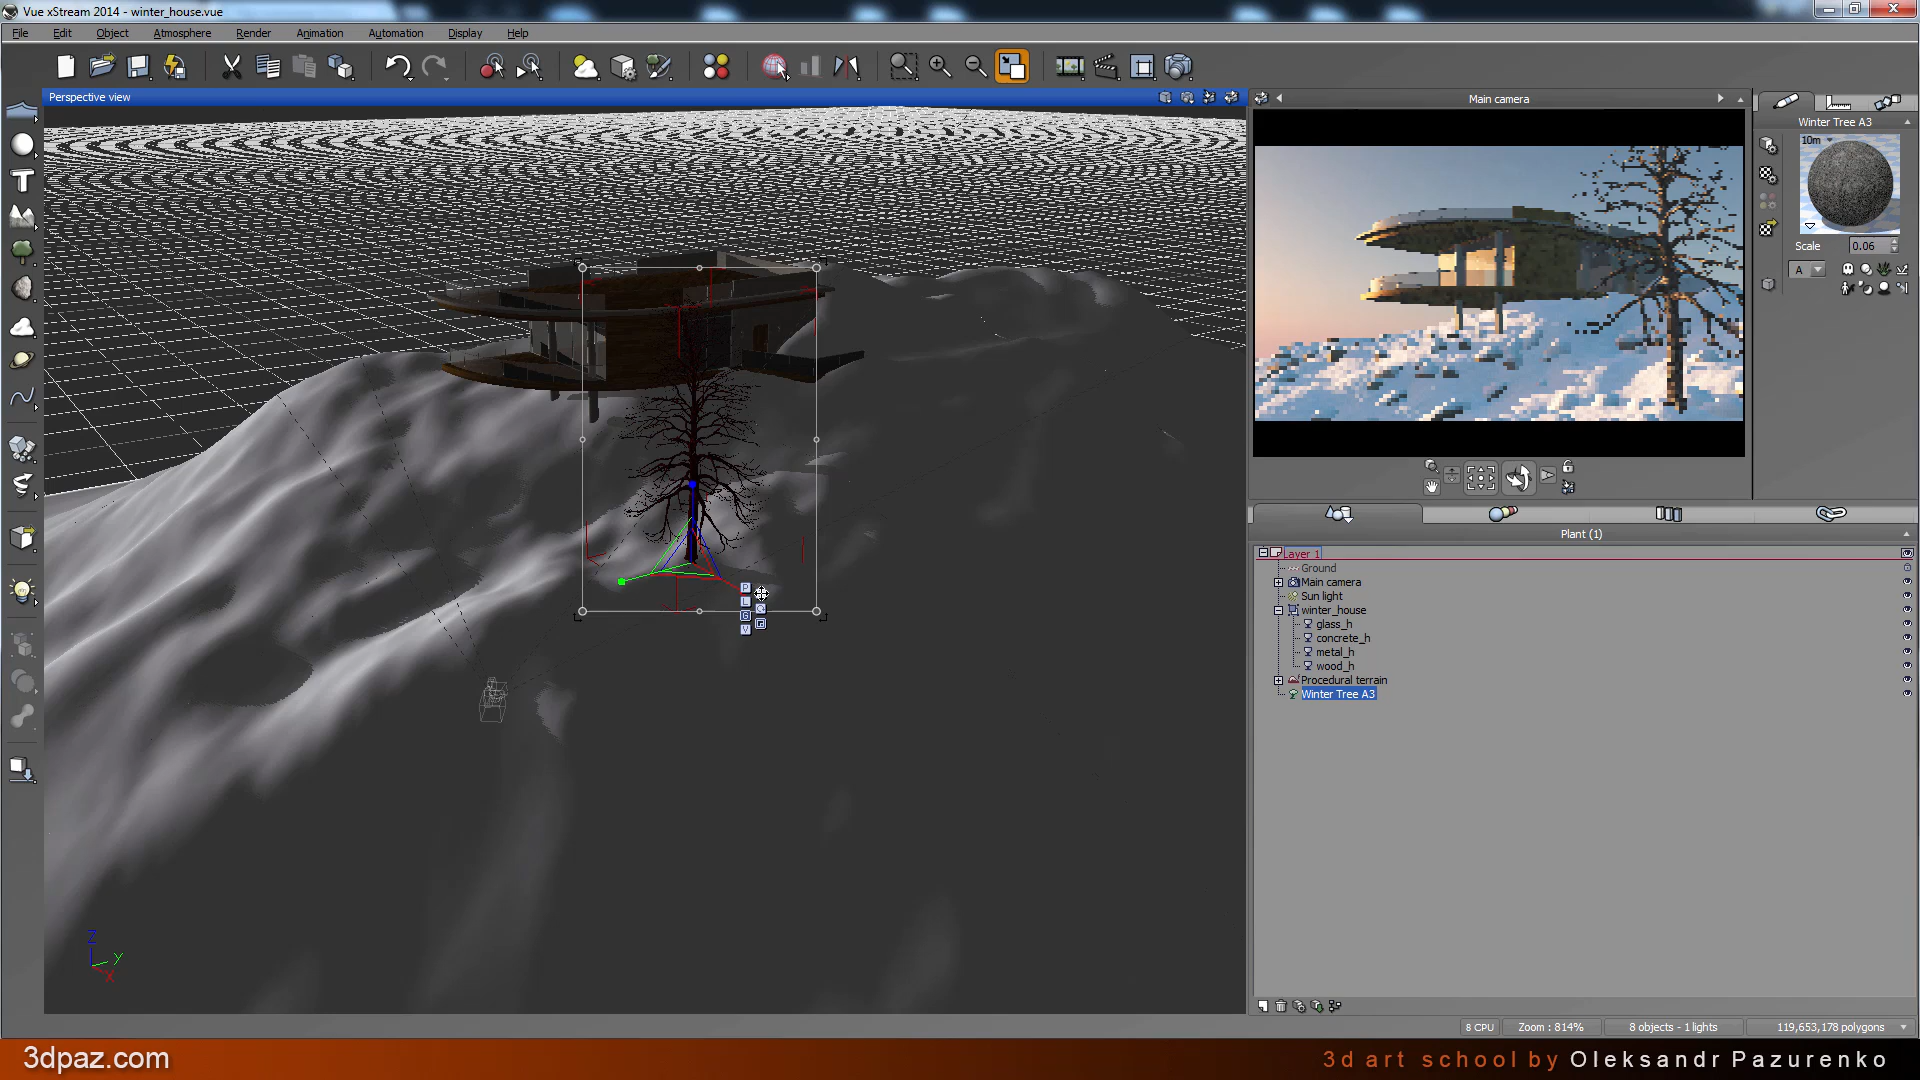 Vue xStream 2014 - winter_house.vue
File Edit Object Atmosphere Render Animation Automation Display Help
Perspective view
Main camera
Winter Tree A3
10m
Scale 0.06
A
P
L
G
V
Z
Y
X
Plant (1)
Layer 1
Ground
Main camera
Sun light
winter_house
glass_h
concrete_h
metal_h
wood_h
Procedural terrain
Winter Tree A3
8 CPU Zoom : 814% 8 objects - 1 lights 119,653,178 polygons
3dpaz.com 3d art school by Oleksandr Pazurenko